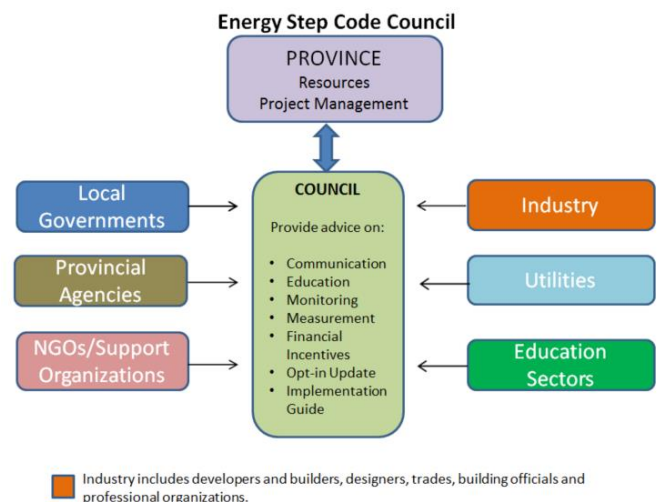 Energy Step Code Council
PROVINCE
Resources
Project Management
COUNCIL
Provide advice on:
• Communication
• Education
• Monitoring
• Measurement
• Financial
Incentives
• Opt-in Update
• Implementation
Guide
Local
Governments
Provincial
Agencies
NGOs/Support
Organizations
Industry
Utilities
Education
Sectors
Industry includes developers and builders, designers, trades, building officials and
professional organizations.